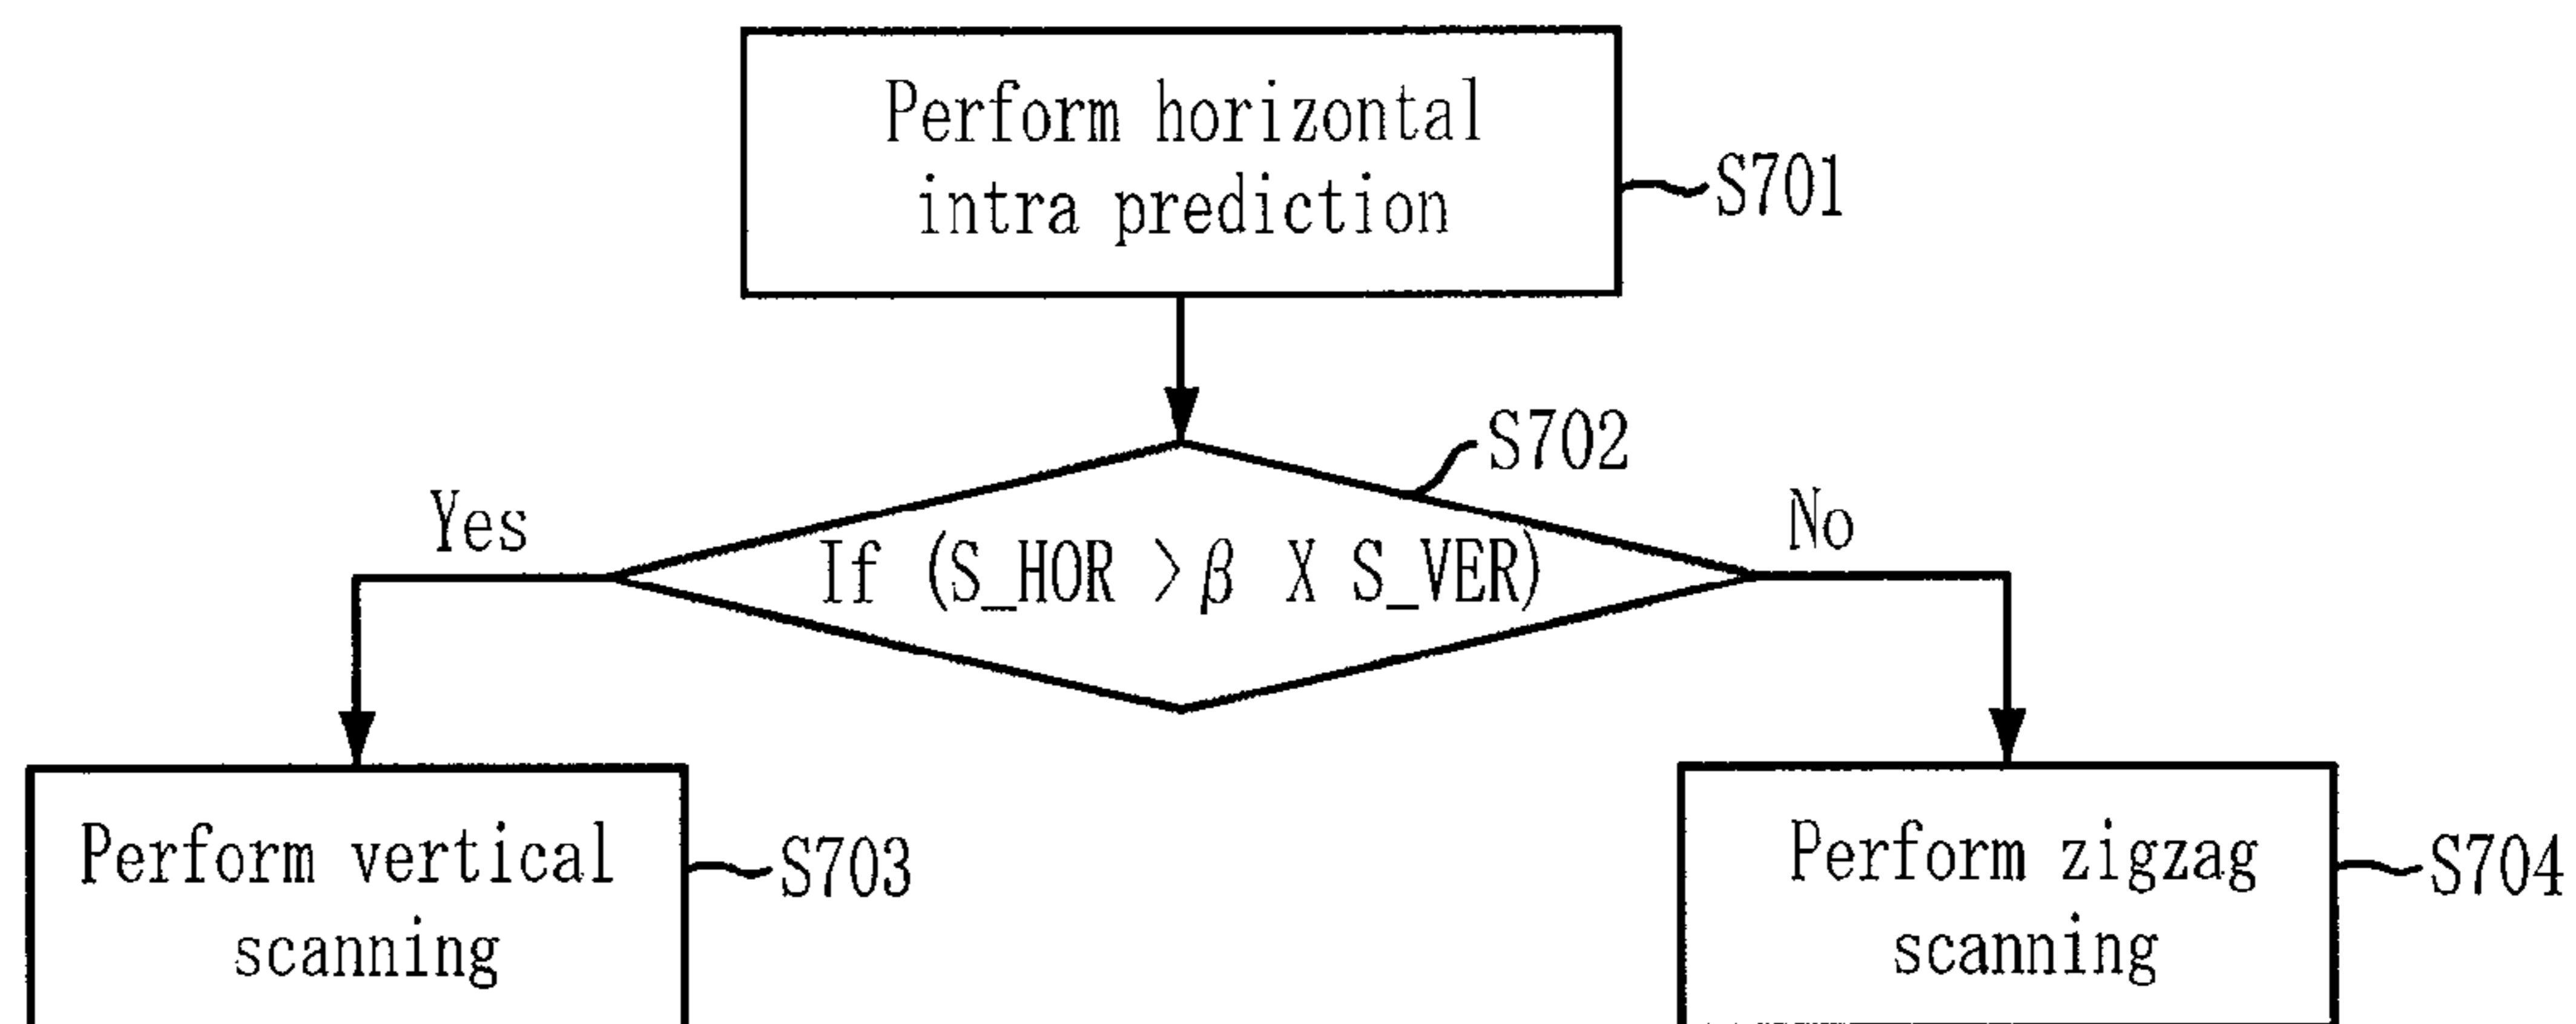 Perform horizontal
intra prediction
S701
S702
Yes
No
If (S_HOR >β X S_VER)
Perform vertical
scanning
S703
Perform zigzag
scanning
S704